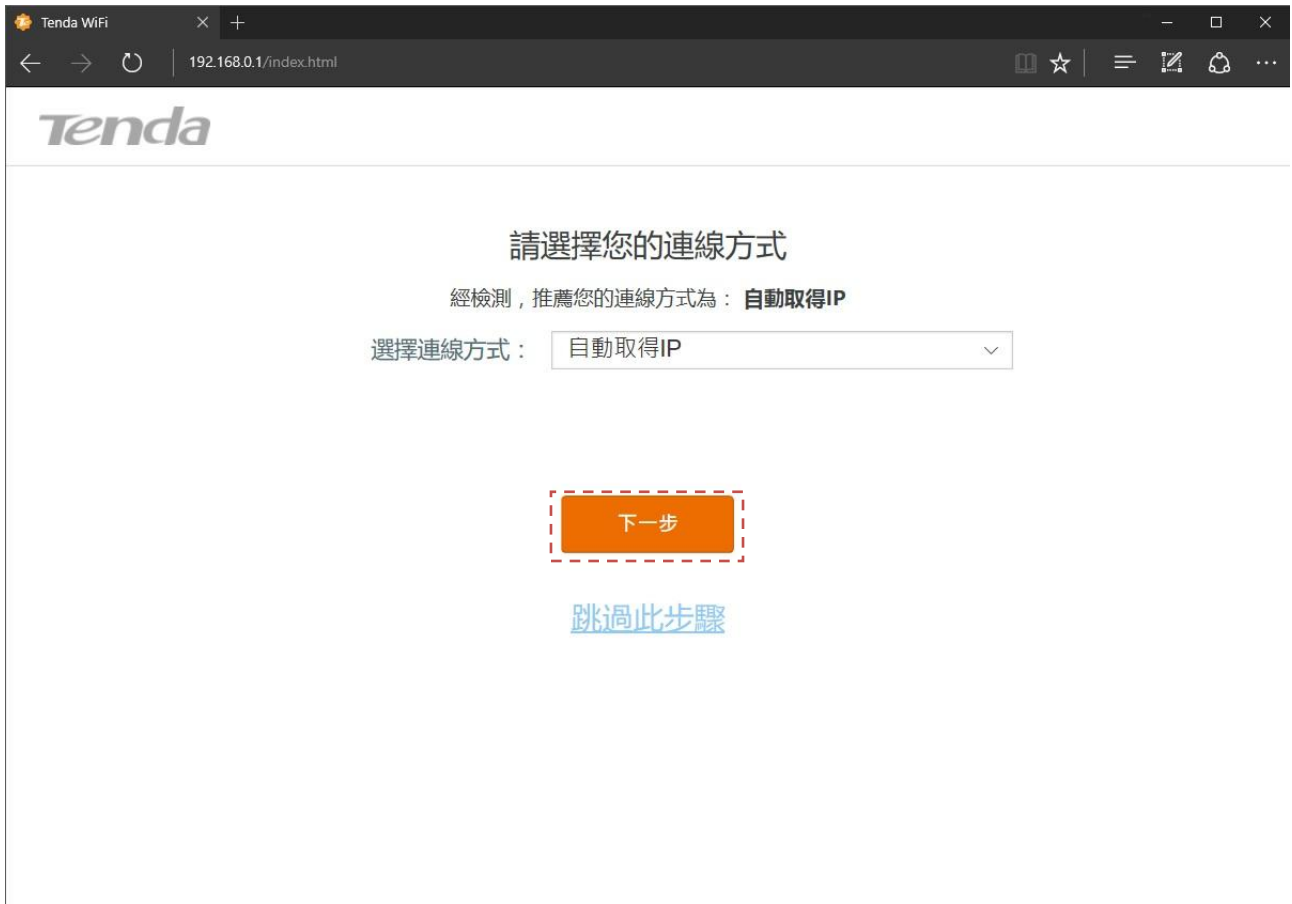 Tenda WiFi
192.168.0.1/index.html
Tenda
請選擇您的連線方式
經檢測，推薦您的連線方式為： 自動取得IP
選擇連線方式： 自動取得IP
下一步
跳過此步驟